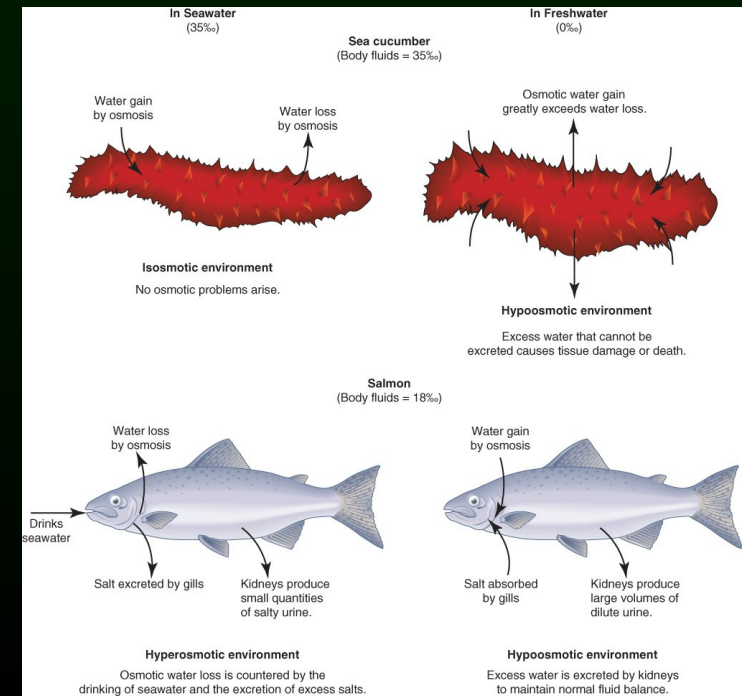 In Seawater
(35‰)
In Freshwater
(0‰)
Sea cucumber
(Body fluids = 35‰)
Water gain
by osmosis
Water loss
by osmosis
Osmotic water gain
greatly exceeds water loss.
Isosmotic environment
No osmotic problems arise.
Hypoosmotic environment
Excess water that cannot be
excreted causes tissue damage or death.
Salmon
(Body fluids = 18‰)
Water loss
by osmosis
Drinks
seawater
Salt excreted by gills
Kidneys produce
small quantities
of salty urine.
Water gain
by osmosis
Salt absorbed
by gills
Kidneys produce
large volumes of
dilute urine.
Hyperosmotic environment
Osmotic water loss is countered by the
drinking of seawater and the excretion of excess salts.
Hypoosmotic environment
Excess water is excreted by kidneys
to maintain normal fluid balance.